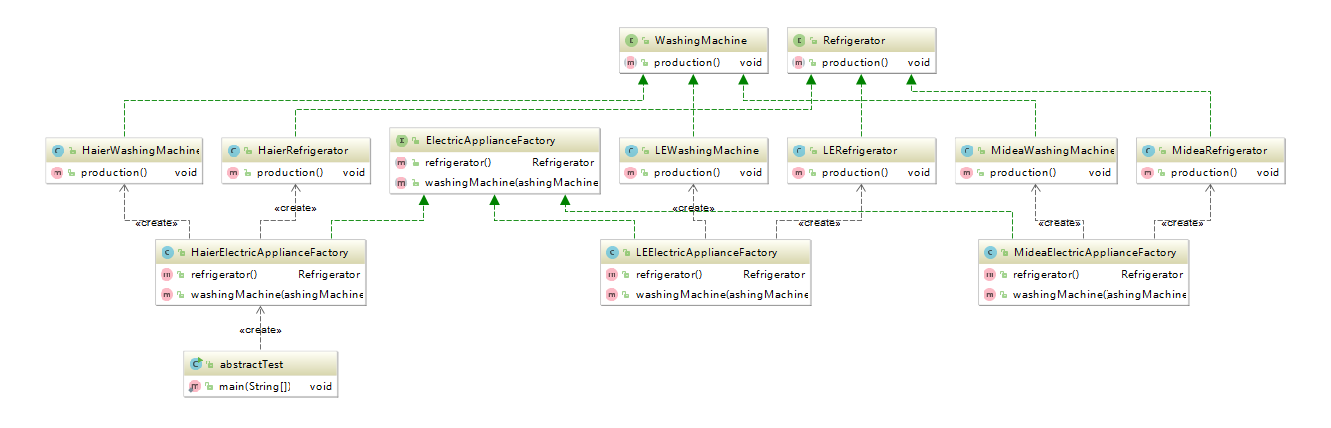 WashingMachine
production() void
Refrigerator
production() void
HaierWashingMachine
production() void
HaierRefrigerator
production() void
ElectricApplianceFactory
refrigerator() Refrigerator
washingMachine(ashingMachine
LEWashingMachine
production() void
LERefrigerator
production() void
MideaWashingMachine
production() void
MideaRefrigerator
production() void
«create»
«create»
«create»
«create»
«create»
«create»
HaierElectricApplianceFactory
refrigerator() Refrigerator
washingMachine(ashingMachine
LEElectricApplianceFactory
refrigerator() Refrigerator
washingMachine(ashingMachine
MideaElectricApplianceFactory
refrigerator() Refrigerator
washingMachine(ashingMachine
«create»
abstractTest
main(String[]) void